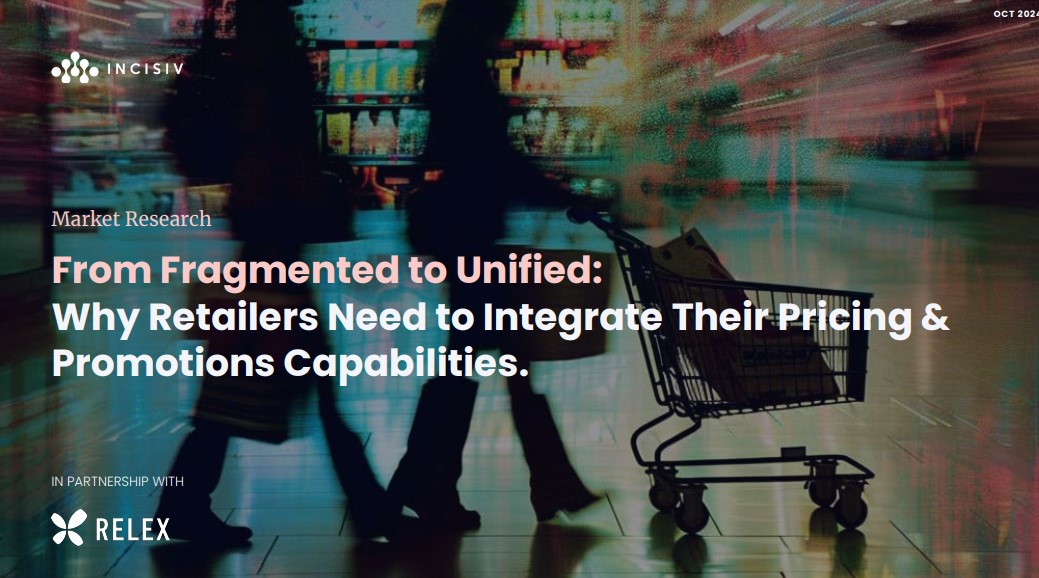 OCT 2024
INCISIV
Market Research
From Fragmented to Unified:
Why Retailers Need to Integrate Their Pricing &
Promotions Capabilities.
IN PARTNERSHIP WITH
RELEX